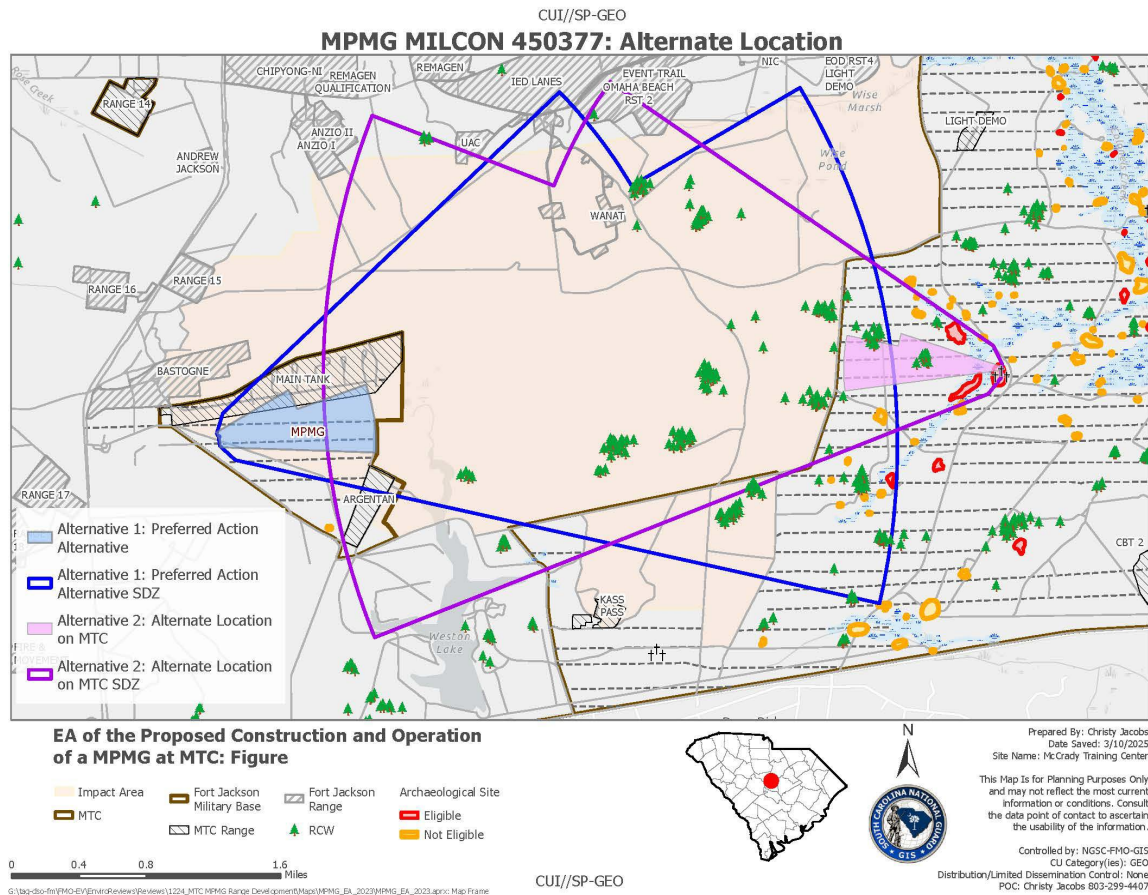 CUI//SP-GEO
MPMG MILCON 450377: Alternate Location
Rose Creek
RANGE 14
CHIPYONG-NI
REMAGEN
QUALIFICATION
REMAGEN
IED LANES
EVENT TRAIL
OMAHA BEACH
RST 2
NIC
EOD RST4
LIGHT
DEMO
Wise
Marsh
LIGHT DEMO
ANZIO II
ANZIO I
UAC
ANDREW
JACKSON
Wise
Pond
WANAT
RANGE 15
RANGE 16
BASTOGNE
MAIN TANK
MPMG
ARGENTAN
RANGE 17
CBT 2
KASS
PASS
Weston
Lake
Alternative 1: Preferred Action
Alternative
Alternative 1: Preferred Action
Alternative SDZ
Alternative 2: Alternate Location
on MTC
Alternative 2: Alternate Location
on MTC SDZ
EA of the Proposed Construction and Operation
of a MPMG at MTC: Figure
Impact Area
MTC
Fort Jackson
Military Base
MTC Range
Fort Jackson
Range
RCW
Archaeological Site
Eligible
Not Eligible
0 0.4 0.8 1.6
Miles
N
SOUTH CAROLINA NATIONAL GUARD
GIS
Prepared By: Christy Jacobs
Date Saved: 3/10/2025
Site Name: McCrady Training Center
This Map Is for Planning Purposes Only
and may not reflect the most current
information or conditions. Consult
the data point of contact to ascertain
the usability of the information.
Controlled by: NGSC-FMO-GIS
CU Category(ies): GEO
Distribution/Limited Dissemination Control: None
POC: Christy Jacobs 803-299-4401
CUI//SP-GEO